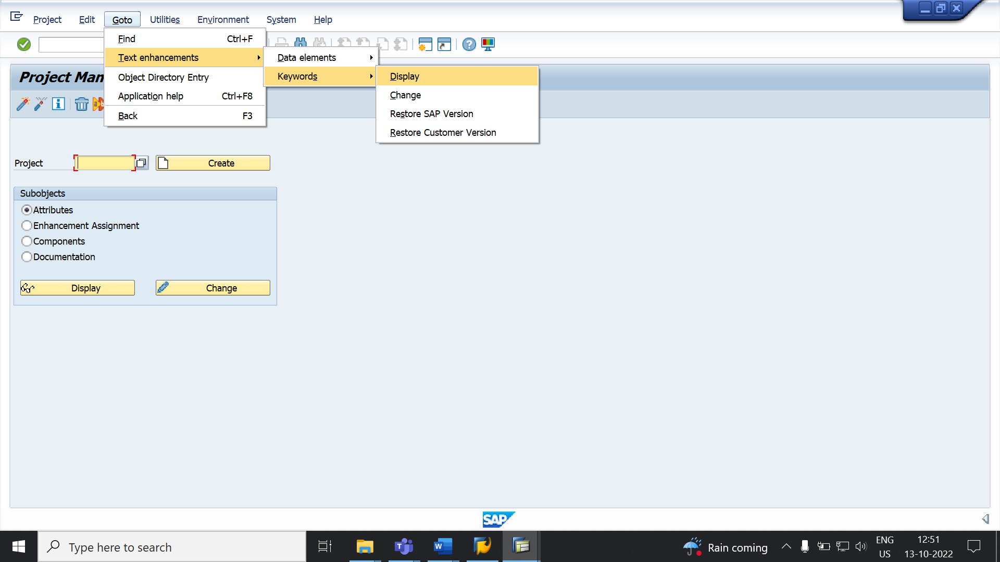 Project Edit Goto Utilities Environment System Help
Find Ctrl+F
Text enhancements
Data elements
Project Man
Object Directory Entry
Keywords
Display
Application help Ctrl+F8
Change
Back F3
Restore SAP Version
Restore Customer Version
Project
Create
Subobjects
Attributes
Enhancement Assignment
Components
Documentation
Display
Change
SAP
Type here to search
Rain coming
ENG
US
12:51
13-10-2022